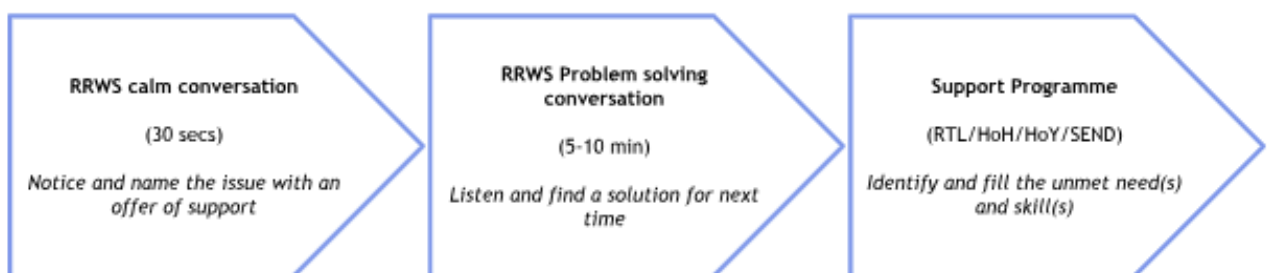 RRWS calm conversation
(30 secs)
Notice and name the issue with an
offer of support
RRWS Problem solving
conversation
(5-10 min)
Listen and find a solution for next
time
Support Programme
(RTL/HoH/HoY/SEND)
Identify and fill the unmet need(s)
and skill(s)